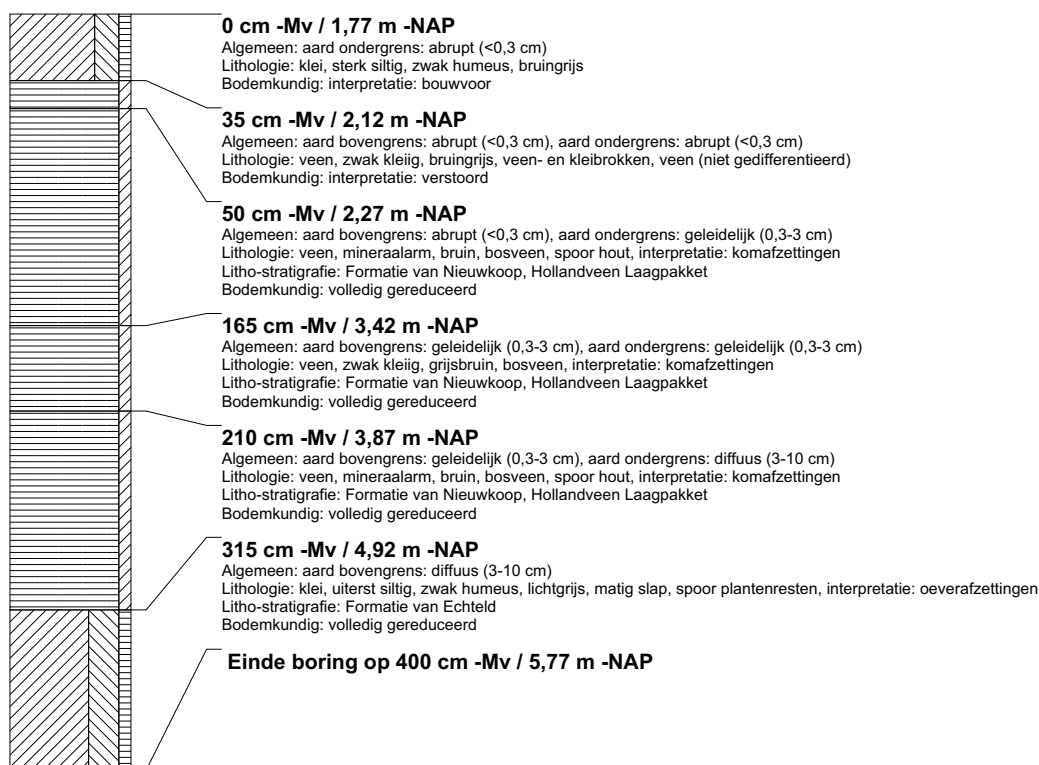 0 cm -Mv / 1,77 m -NAP
Algemeen: aard ondergrens: abrupt (<0,3 cm)
Lithologie: klei, sterk siltig, zwak humeus, bruingrijs
Bodemkundig: interpretatie: bouwvoor
35 cm -Mv / 2,12 m -NAP
Algemeen: aard bovengrens: abrupt (<0,3 cm), aard ondergrens: abrupt (<0,3 cm)
Lithologie: veen, zwak kleiig, bruingrijs, veen- en kleibrokken, veen (niet gedifferentieerd)
Bodemkundig: interpretatie: verstoord
50 cm -Mv / 2,27 m -NAP
Algemeen: aard bovengrens: abrupt (<0,3 cm), aard ondergrens: geleidelijk (0,3-3 cm)
Lithologie: veen, mineraalarm, bruin, bosveen, spoor hout, interpretatie: komafzettingen
Litho-stratigrafie: Formatie van Nieuwkoop, Hollandveen Laagpakket
Bodemkundig: volledig gereduceerd
165 cm -Mv / 3,42 m -NAP
Algemeen: aard bovengrens: geleidelijk (0,3-3 cm), aard ondergrens: geleidelijk (0,3-3 cm)
Lithologie: veen, zwak kleiig, grijsbruin, bosveen, interpretatie: komafzettingen
Litho-stratigrafie: Formatie van Nieuwkoop, Hollandveen Laagpakket
Bodemkundig: volledig gereduceerd
210 cm -Mv / 3,87 m -NAP
Algemeen: aard bovengrens: geleidelijk (0,3-3 cm), aard ondergrens: diffuus (3-10 cm)
Lithologie: veen, mineraalarm, bruin, bosveen, spoor hout, interpretatie: komafzettingen
Litho-stratigrafie: Formatie van Nieuwkoop, Hollandveen Laagpakket
Bodemkundig: volledig gereduceerd
315 cm -Mv / 4,92 m -NAP
Algemeen: aard bovengrens: diffuus (3-10 cm)
Lithologie: klei, uiterst siltig, zwak humeus, lichtgrijs, matig slap, spoor plantenresten, interpretatie: oeverafzettingen
Litho-stratigrafie: Formatie van Echteld
Bodemkundig: volledig gereduceerd
Einde boring op 400 cm -Mv / 5,77 m -NAP